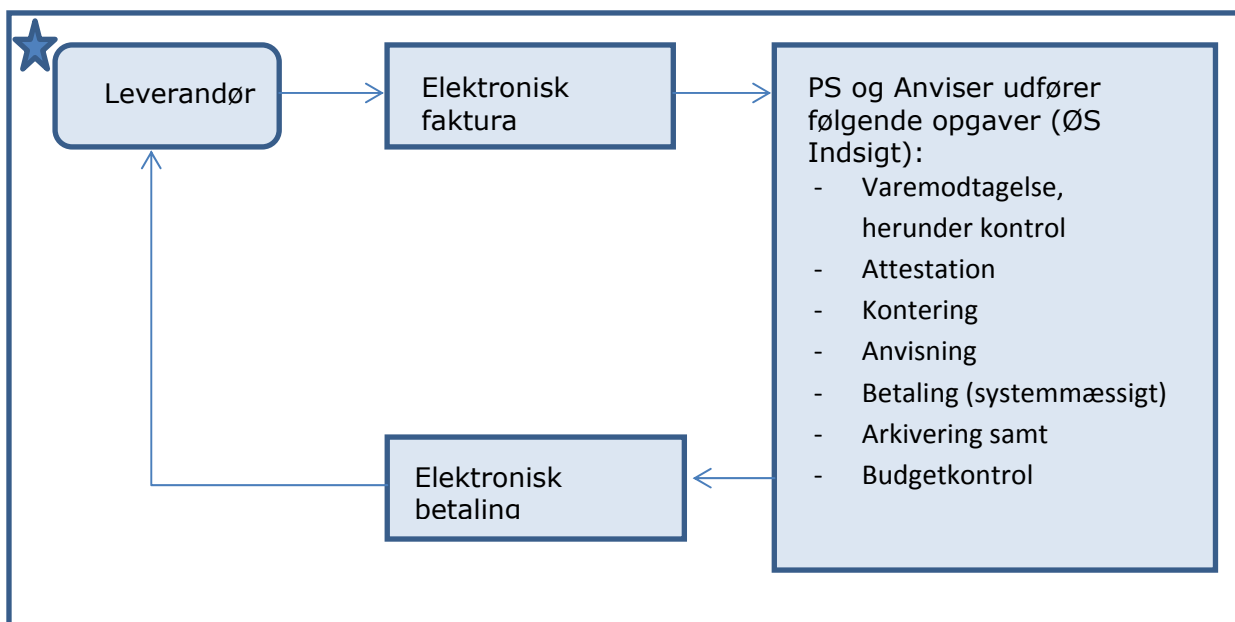 Leverandør
Elektronisk
faktura
PS og Anviser udfører
følgende opgaver (ØS
Indsigt):
- Varemodtagelse,
herunder kontrol
- Attestation
- Kontering
- Anvisning
- Betaling (systemmæssigt)
- Arkivering samt
- Budgetkontrol
Elektronisk
betaling